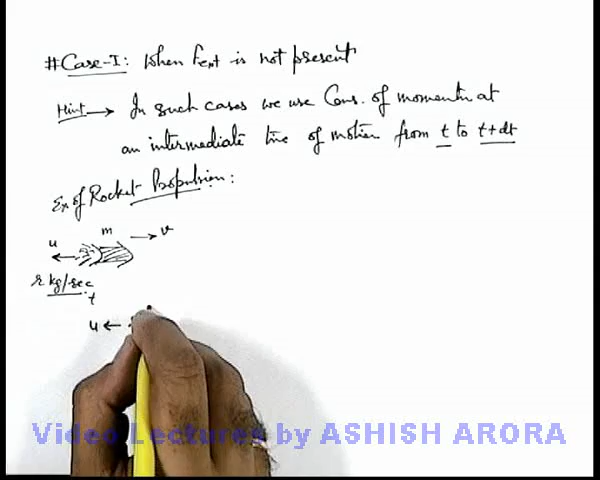 #Case-I: When Fext is not present
Hint → In such cases we use Cons. of momentum at
an intermediate time of motion from t to t+dt
Ex. of Rocket Propulsion:
u m → v
←
r kg/sec
t
u ←
Video Lectures by ASHISH ARORA